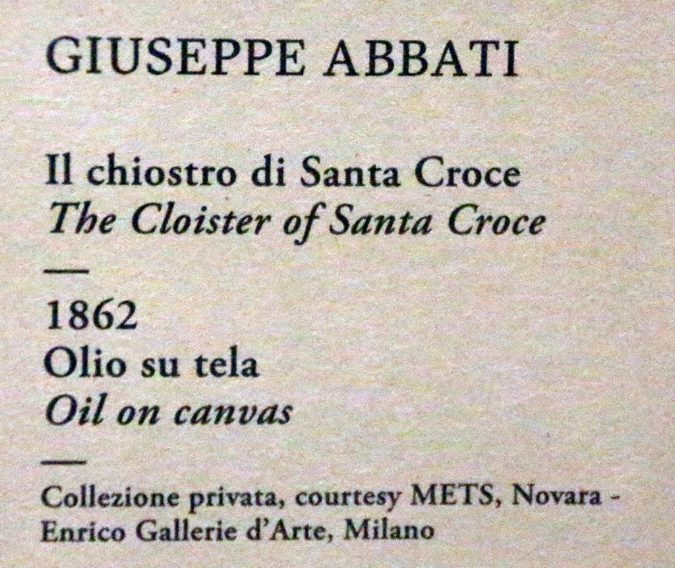 GIUSEPPE ABBATI
Il chiostro di Santa Croce
The Cloister of Santa Croce
—
1862
Olio su tela
Oil on canvas
—
Collezione privata, courtesy METS, Novara -
Enrico Gallerie d'Arte, Milano